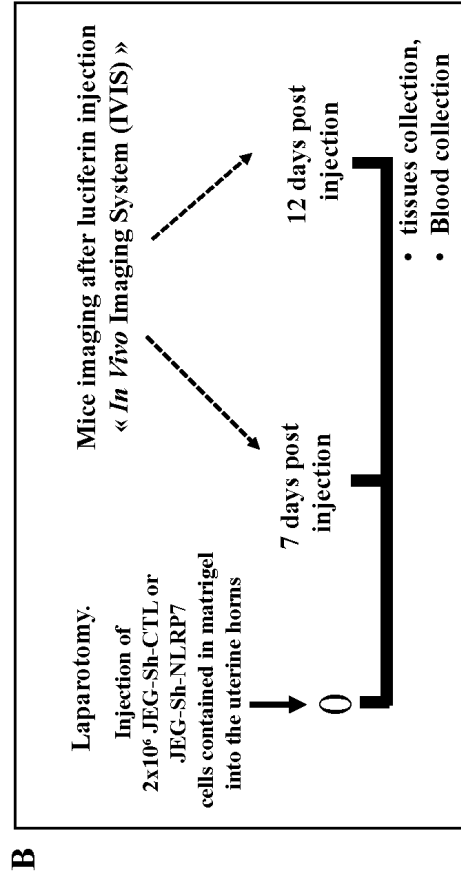 B
Laparotomy.
Injection of
2x10⁶ JEG-Sh-CTL or
JEG-Sh-NLRP7
cells contained in matrigel
into the uterine horns
Mice imaging after luciferin injection
« In Vivo Imaging System (IVIS) »
0
7 days post
injection
12 days post
injection
• tissues collection,
• Blood collection